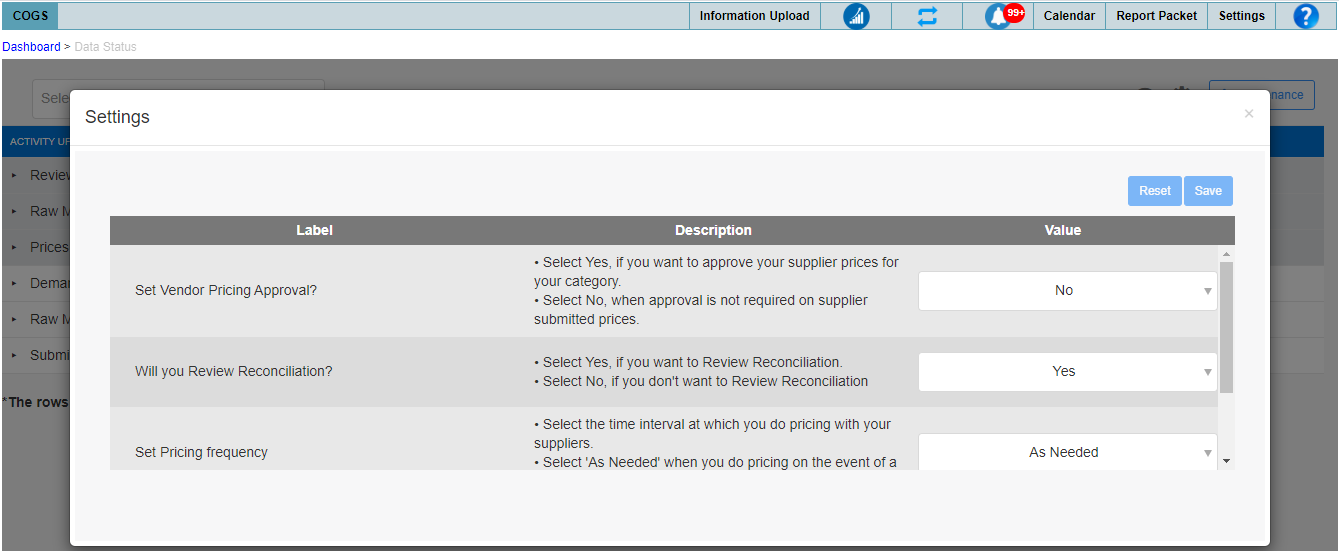 COGS Information Upload 99+ Calendar Report Packet Settings ?
Dashboard > Data Status
Sele nance
Settings ×
ACTIVITY UP
Review
Reset Save
Raw M
Label Description Value
Prices
• Select Yes, if you want to approve your supplier prices for
your category.
Set Vendor Pricing Approval? No
• Select No, when approval is not required on supplier
submitted prices.
Deman
Raw M
Submi
• Select Yes, if you want to Review Reconciliation.
Will you Review Reconciliation? Yes
• Select No, if you don't want to Review Reconciliation
*The rows
• Select the time interval at which you do pricing with your
suppliers.
Set Pricing frequency As Needed
• Select 'As Needed' when you do pricing on the event of a